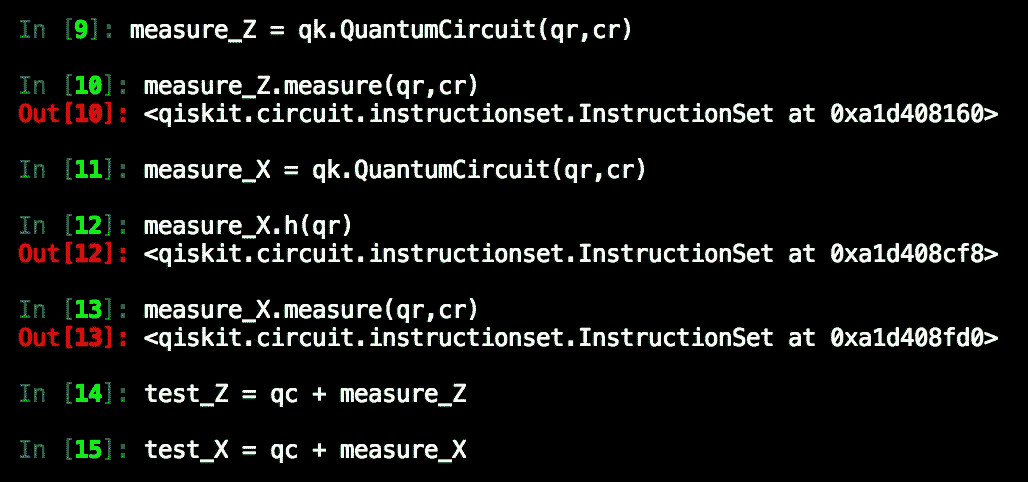 In [9]: measure_Z = qk.QuantumCircuit(qr,cr)
In [10]: measure_Z.measure(qr,cr)
Out[10]: <qiskit.circuit.instructionset.InstructionSet at 0xa1d408160>
In [11]: measure_X = qk.QuantumCircuit(qr,cr)
In [12]: measure_X.h(qr)
Out[12]: <qiskit.circuit.instructionset.InstructionSet at 0xa1d408cf8>
In [13]: measure_X.measure(qr,cr)
Out[13]: <qiskit.circuit.instructionset.InstructionSet at 0xa1d408fd0>
In [14]: test_Z = qc + measure_Z
In [15]: test_X = qc + measure_X